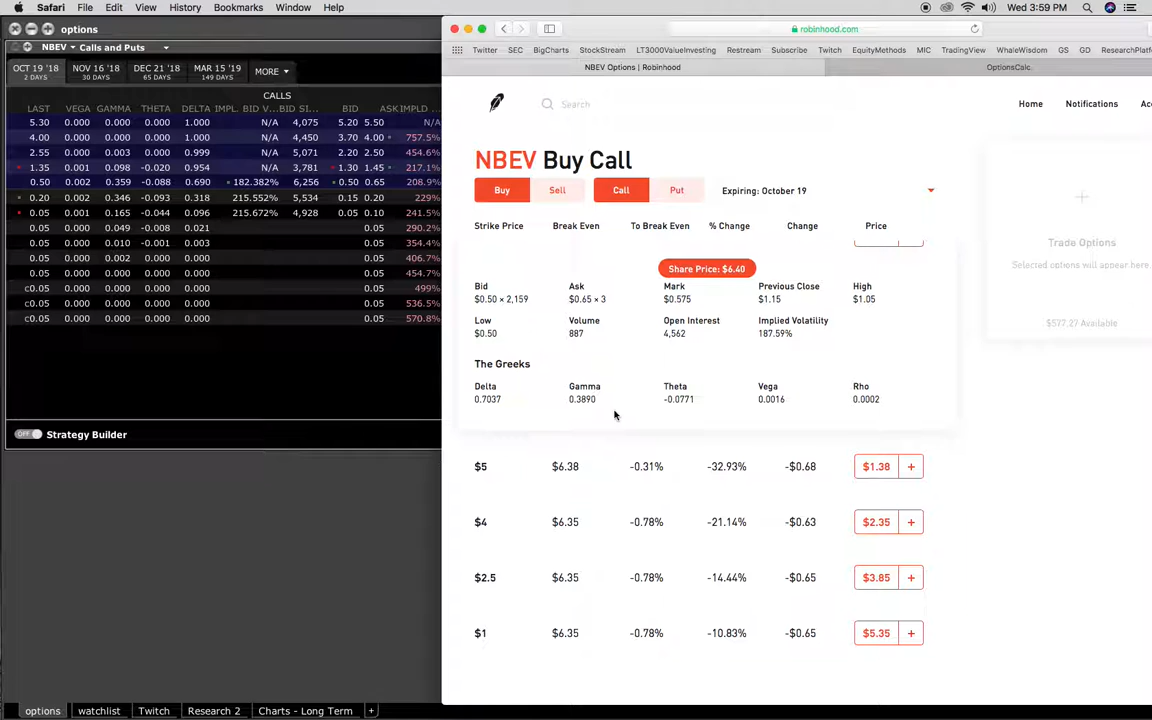 Safari File Edit View History Bookmarks Window Help Wed 3:59 PM
options
NBEV Calls and Puts
OCT 19 '18 NOV 16 '18 DEC 21 '18 MAR 15 '19 MORE
2 DAYS 30 DAYS 65 DAYS 149 DAYS
CALLS
LAST VEGA GAMMA THETA DELTA IMPL. BID V... BID SI... BID ASK IMPLD ...
5.30 0.000 0.000 0.000 1.000 N/A 4,075 5.20 5.50 N/A
4.00 0.000 0.000 0.000 1.000 N/A 4,450 3.70 4.00 757.5%
2.55 0.000 0.003 0.000 0.999 N/A 5,071 2.20 2.50 454.6%
1.35 0.001 0.098 -0.020 0.954 N/A 3,781 1.30 1.45 217.1%
0.50 0.002 0.359 -0.088 0.690 182.382% 6,256 0.50 0.65 208.9%
0.20 0.002 0.346 -0.093 0.318 215.552% 5,534 0.15 0.20 229%
0.05 0.001 0.165 -0.044 0.096 215.672% 4,928 0.05 0.10 241.5%
0.05 0.000 0.049 -0.008 0.021 0.05 290.2%
0.05 0.000 0.010 -0.001 0.003 0.05 354.4%
0.05 0.000 0.002 0.000 0.000 0.05 406.7%
0.05 0.000 0.000 0.000 0.000 0.05 454.7%
c0.05 0.000 0.000 0.000 0.000 0.05 499%
c0.05 0.000 0.000 0.000 0.000 0.05 536.5%
c0.05 0.000 0.000 0.000 0.000 0.05 570.8%
OFF Strategy Builder
options watchlist Twitch Research 2 Charts - Long Term +
robinhood.com
Twitter SEC BigCharts StockStream LT3000ValueInvesting Restream Subscribe Twitch EquityMethods MIC TradingView WhaleWisdom GS GO ResearchPlatf
NBEV Options | Robinhood OptionsCalc
Search Home Notifications Acc
NBEV Buy Call
Buy Sell Call Put Expiring: October 19
Strike Price Break Even To Break Even % Change Change Price
Share Price: $6.40
Bid Ask Mark Previous Close High
$0.50 × 2,159 $0.65 × 3 $0.575 $1.15 $1.05
Low Volume Open Interest Implied Volatility
$0.50 887 4,562 187.59%
The Greeks
Delta Gamma Theta Vega Rho
0.7037 0.3890 -0.0771 0.0016 0.0002
$5 $6.38 -0.31% -32.93% -$0.68 $1.38 +
$4 $6.35 -0.78% -21.14% -$0.63 $2.35 +
$2.5 $6.35 -0.78% -14.44% -$0.65 $3.85 +
$1 $6.35 -0.78% -10.83% -$0.65 $5.35 +
Trade Options
Selected options will appear here
$577.27 Available